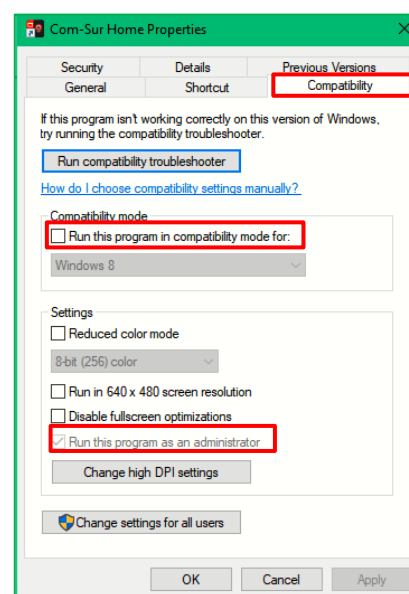 Com-Sur Home Properties
Security Details Previous Versions
General Shortcut Compatibility
If this program isn't working correctly on this version of Windows,
try running the compatibility troubleshooter.
Run compatibility troubleshooter
How do I choose compatibility settings manually?
Compatibility mode
Run this program in compatibility mode for:
Windows 8
Settings
Reduced color mode
8-bit (256) color
Run in 640 x 480 screen resolution
Disable fullscreen optimizations
Run this program as an administrator
Change high DPI settings
Change settings for all users
OK Cancel Apply